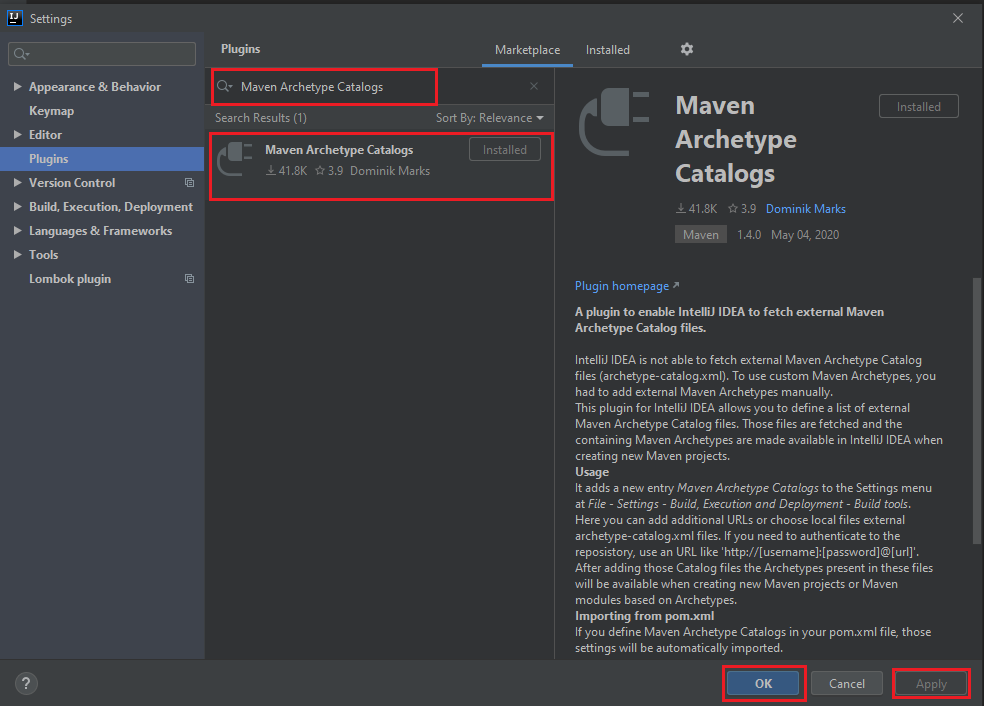 IJ
Settings
Appearance & Behavior
Keymap
Editor
Plugins
Version Control
Build, Execution, Deployment
Languages & Frameworks
Tools
Lombok plugin
Plugins
Marketplace
Installed
Maven Archetype Catalogs
Search Results (1)
Sort By: Relevance
Maven Archetype Catalogs
Installed
41.8K 3.9 Dominik Marks
Maven
Archetype
Catalogs
Installed
41.8K 3.9 Dominik Marks
Maven 1.4.0 May 04, 2020
Plugin homepage
A plugin to enable IntelliJ IDEA to fetch external Maven
Archetype Catalog files.
IntelliJ IDEA is not able to fetch external Maven Archetype Catalog
files (archetype-catalog.xml). To use custom Maven Archetypes, you
had to add external Maven Archetypes manually.
This plugin for IntelliJ IDEA allows you to define a list of external
Maven Archetype Catalog files. Those files are fetched and the
containing Maven Archetypes are made available in IntelliJ IDEA when
creating new Maven projects.
Usage
It adds a new entry Maven Archetype Catalogs to the Settings menu
at File - Settings - Build, Execution and Deployment - Build tools.
Here you can add additional URLs or choose local files external
archetype-catalog.xml files. If you need to authenticate to the
reposistory, use an URL like 'http://[username]:[password]@[url]'.
After adding those Catalog files the Archetypes present in these files
will be available when creating new Maven projects or Maven
modules based on Archetypes.
Importing from pom.xml
If you define Maven Archetype Catalogs in your pom.xml file, those
settings will be automatically imported.
?
OK
Cancel
Apply